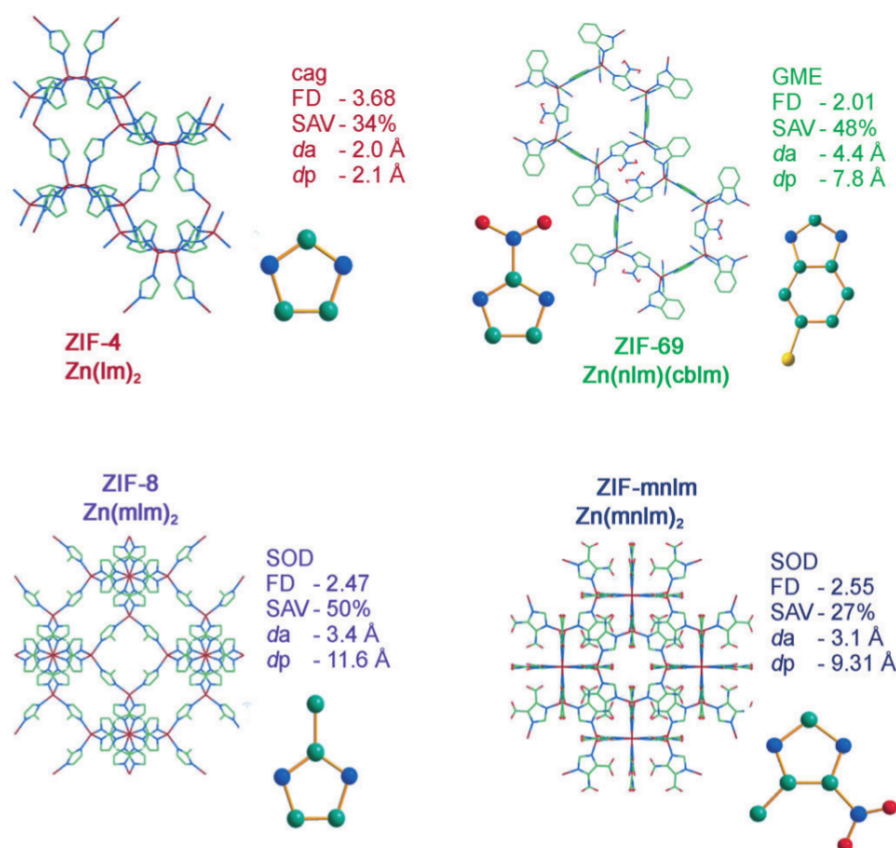 cag
FD - 3.68
SAV - 34%
da - 2.0 Å
dp - 2.1 Å
ZIF-4
Zn(Im)2
GME
FD - 2.01
SAV - 48%
da - 4.4 Å
dp - 7.8 Å
ZIF-69
Zn(nIm)(cbIm)
ZIF-8
Zn(mIm)2
SOD
FD - 2.47
SAV - 50%
da - 3.4 Å
dp - 11.6 Å
ZIF-mnIm
Zn(mnIm)2
SOD
FD - 2.55
SAV - 27%
da - 3.1 Å
dp - 9.31 Å